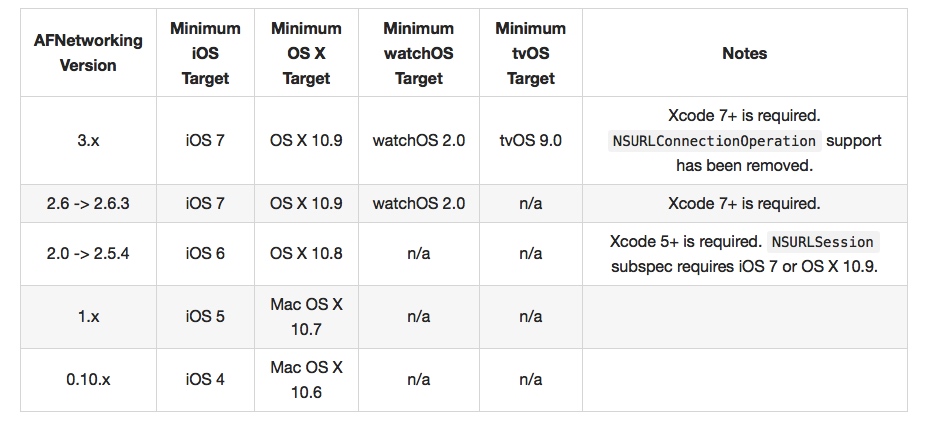 AFNetworking Version | Minimum iOS Target | Minimum OS X Target | Minimum watchOS Target | Minimum tvOS Target | Notes
3.x | iOS 7 | OS X 10.9 | watchOS 2.0 | tvOS 9.0 | Xcode 7+ is required. NSURLConnectionOperation support has been removed.
2.6 -> 2.6.3 | iOS 7 | OS X 10.9 | watchOS 2.0 | n/a | Xcode 7+ is required.
2.0 -> 2.5.4 | iOS 6 | OS X 10.8 | n/a | n/a | Xcode 5+ is required. NSURLSession subspec requires iOS 7 or OS X 10.9.
1.x | iOS 5 | Mac OS X 10.7 | n/a | n/a |
0.10.x | iOS 4 | Mac OS X 10.6 | n/a | n/a |